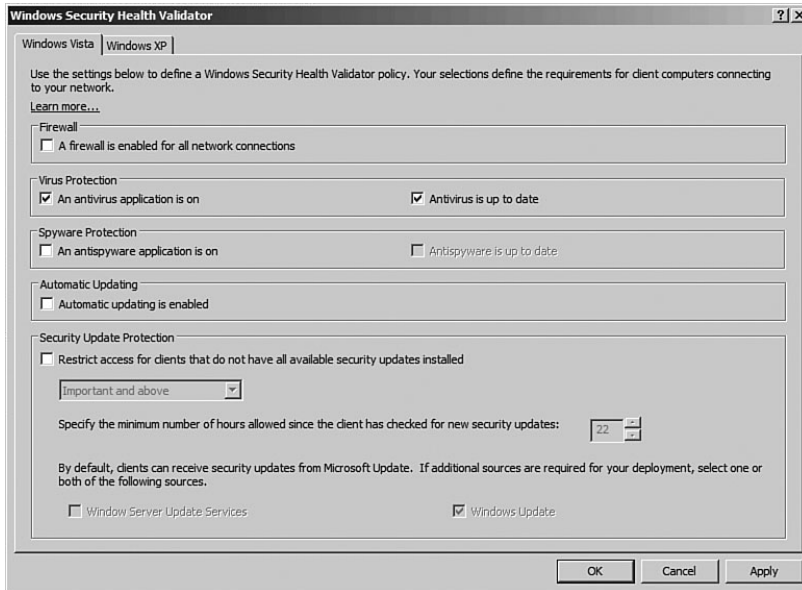 Windows Security Health Validator
Windows Vista Windows XP
Use the settings below to define a Windows Security Health Validator policy. Your selections define the requirements for client computers connecting
to your network.
Learn more...
Firewall
A firewall is enabled for all network connections
Virus Protection
An antivirus application is on Antivirus is up to date
Spyware Protection
An antispyware application is on Antispyware is up to date
Automatic Updating
Automatic updating is enabled
Security Update Protection
Restrict access for clients that do not have all available security updates installed
Important and above
Specify the minimum number of hours allowed since the client has checked for new security updates: 22
By default, clients can receive security updates from Microsoft Update. If additional sources are required for your deployment, select one or
both of the following sources.
Window Server Update Services Windows Update
OK Cancel Apply